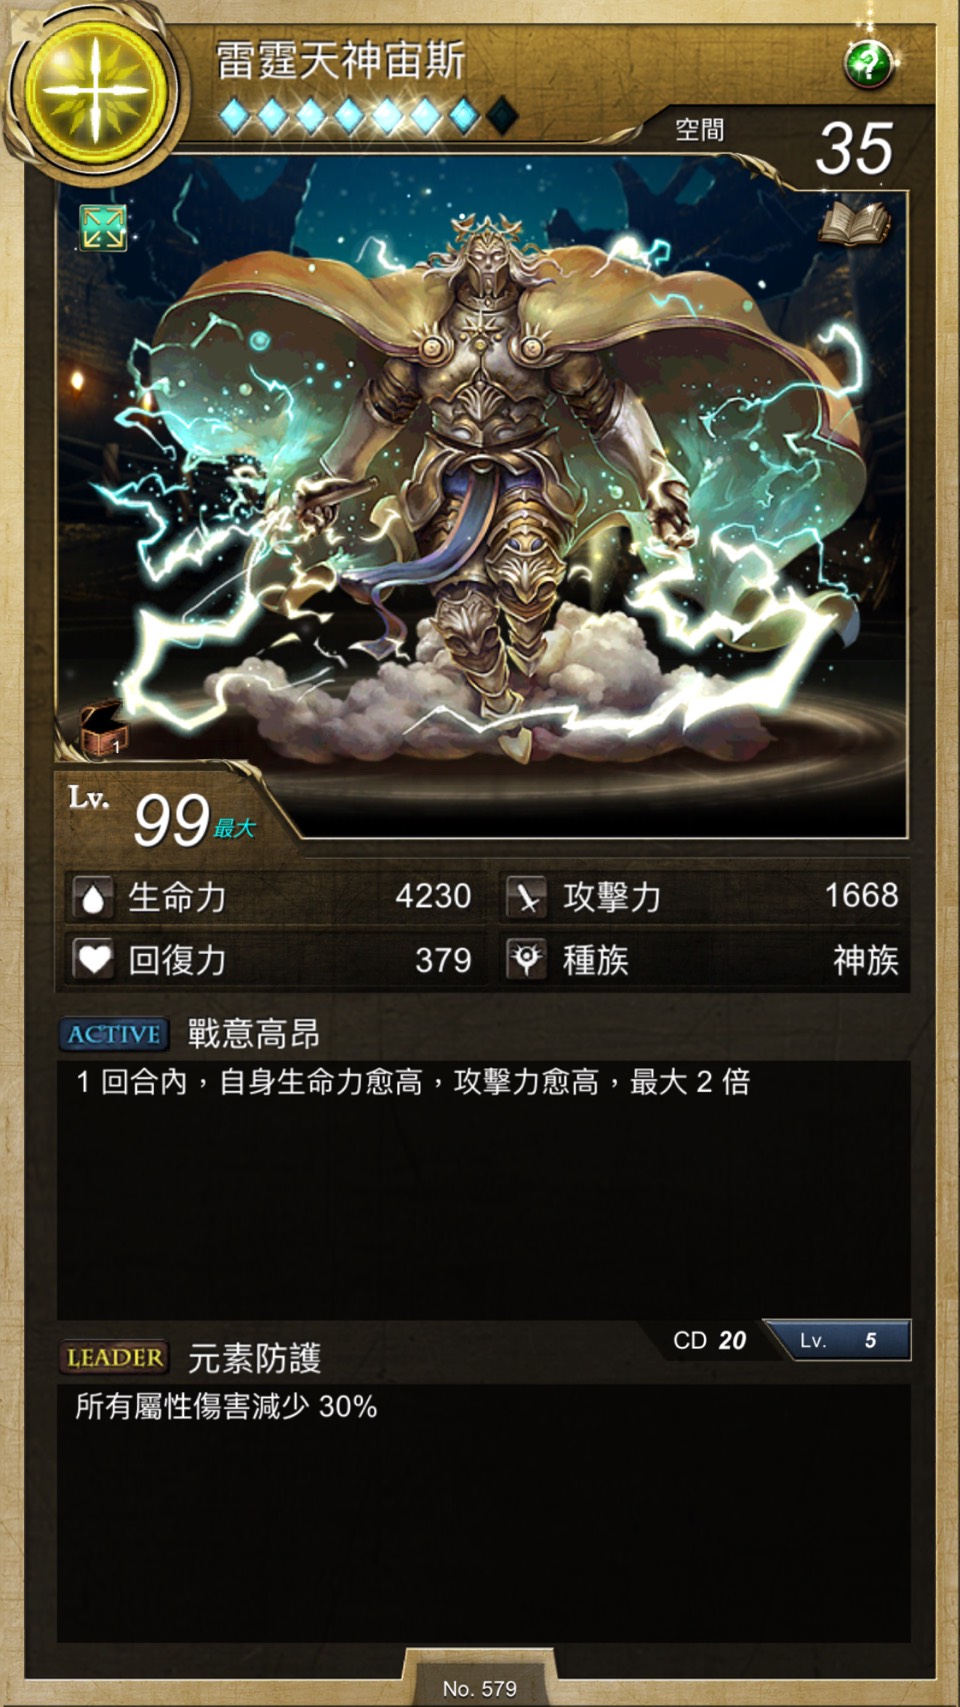 雷霆天神宙斯
?
空間
35
1
Lv. 99 最大
生命力 4230 攻擊力 1668
回復力 379 種族 神族
ACTIVE 戰意高昂
1 回合內，自身生命力愈高，攻擊力愈高，最大 2 倍
CD 20 Lv. 5
LEADER 元素防護
所有屬性傷害減少 30%
No. 579